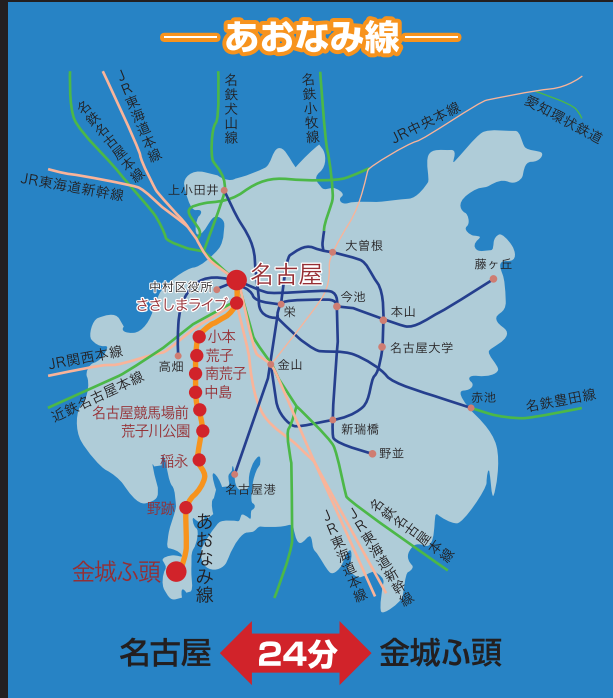 あおなみ線
名鉄名古屋本線
JR東海道本線
名鉄犬山線
名鉄小牧線
JR中央本線
愛知環状鉄道
JR東海道新幹線
上小田井
大曽根
藤ヶ丘
名古屋
中村区役所
ささしまライブ
栄
今池
本山
小本
荒子
南荒子
中島
名古屋競馬場前
荒子川公園
稲永
野跡
金城ふ頭
高畑
JR関西本線
近鉄名古屋本線
金山
名古屋大学
赤池
名鉄豊田線
新瑞橋
野並
名古屋港
あおなみ線
JR東海道本線
JR東海道新幹線
名鉄名古屋本線
名古屋 24分 金城ふ頭